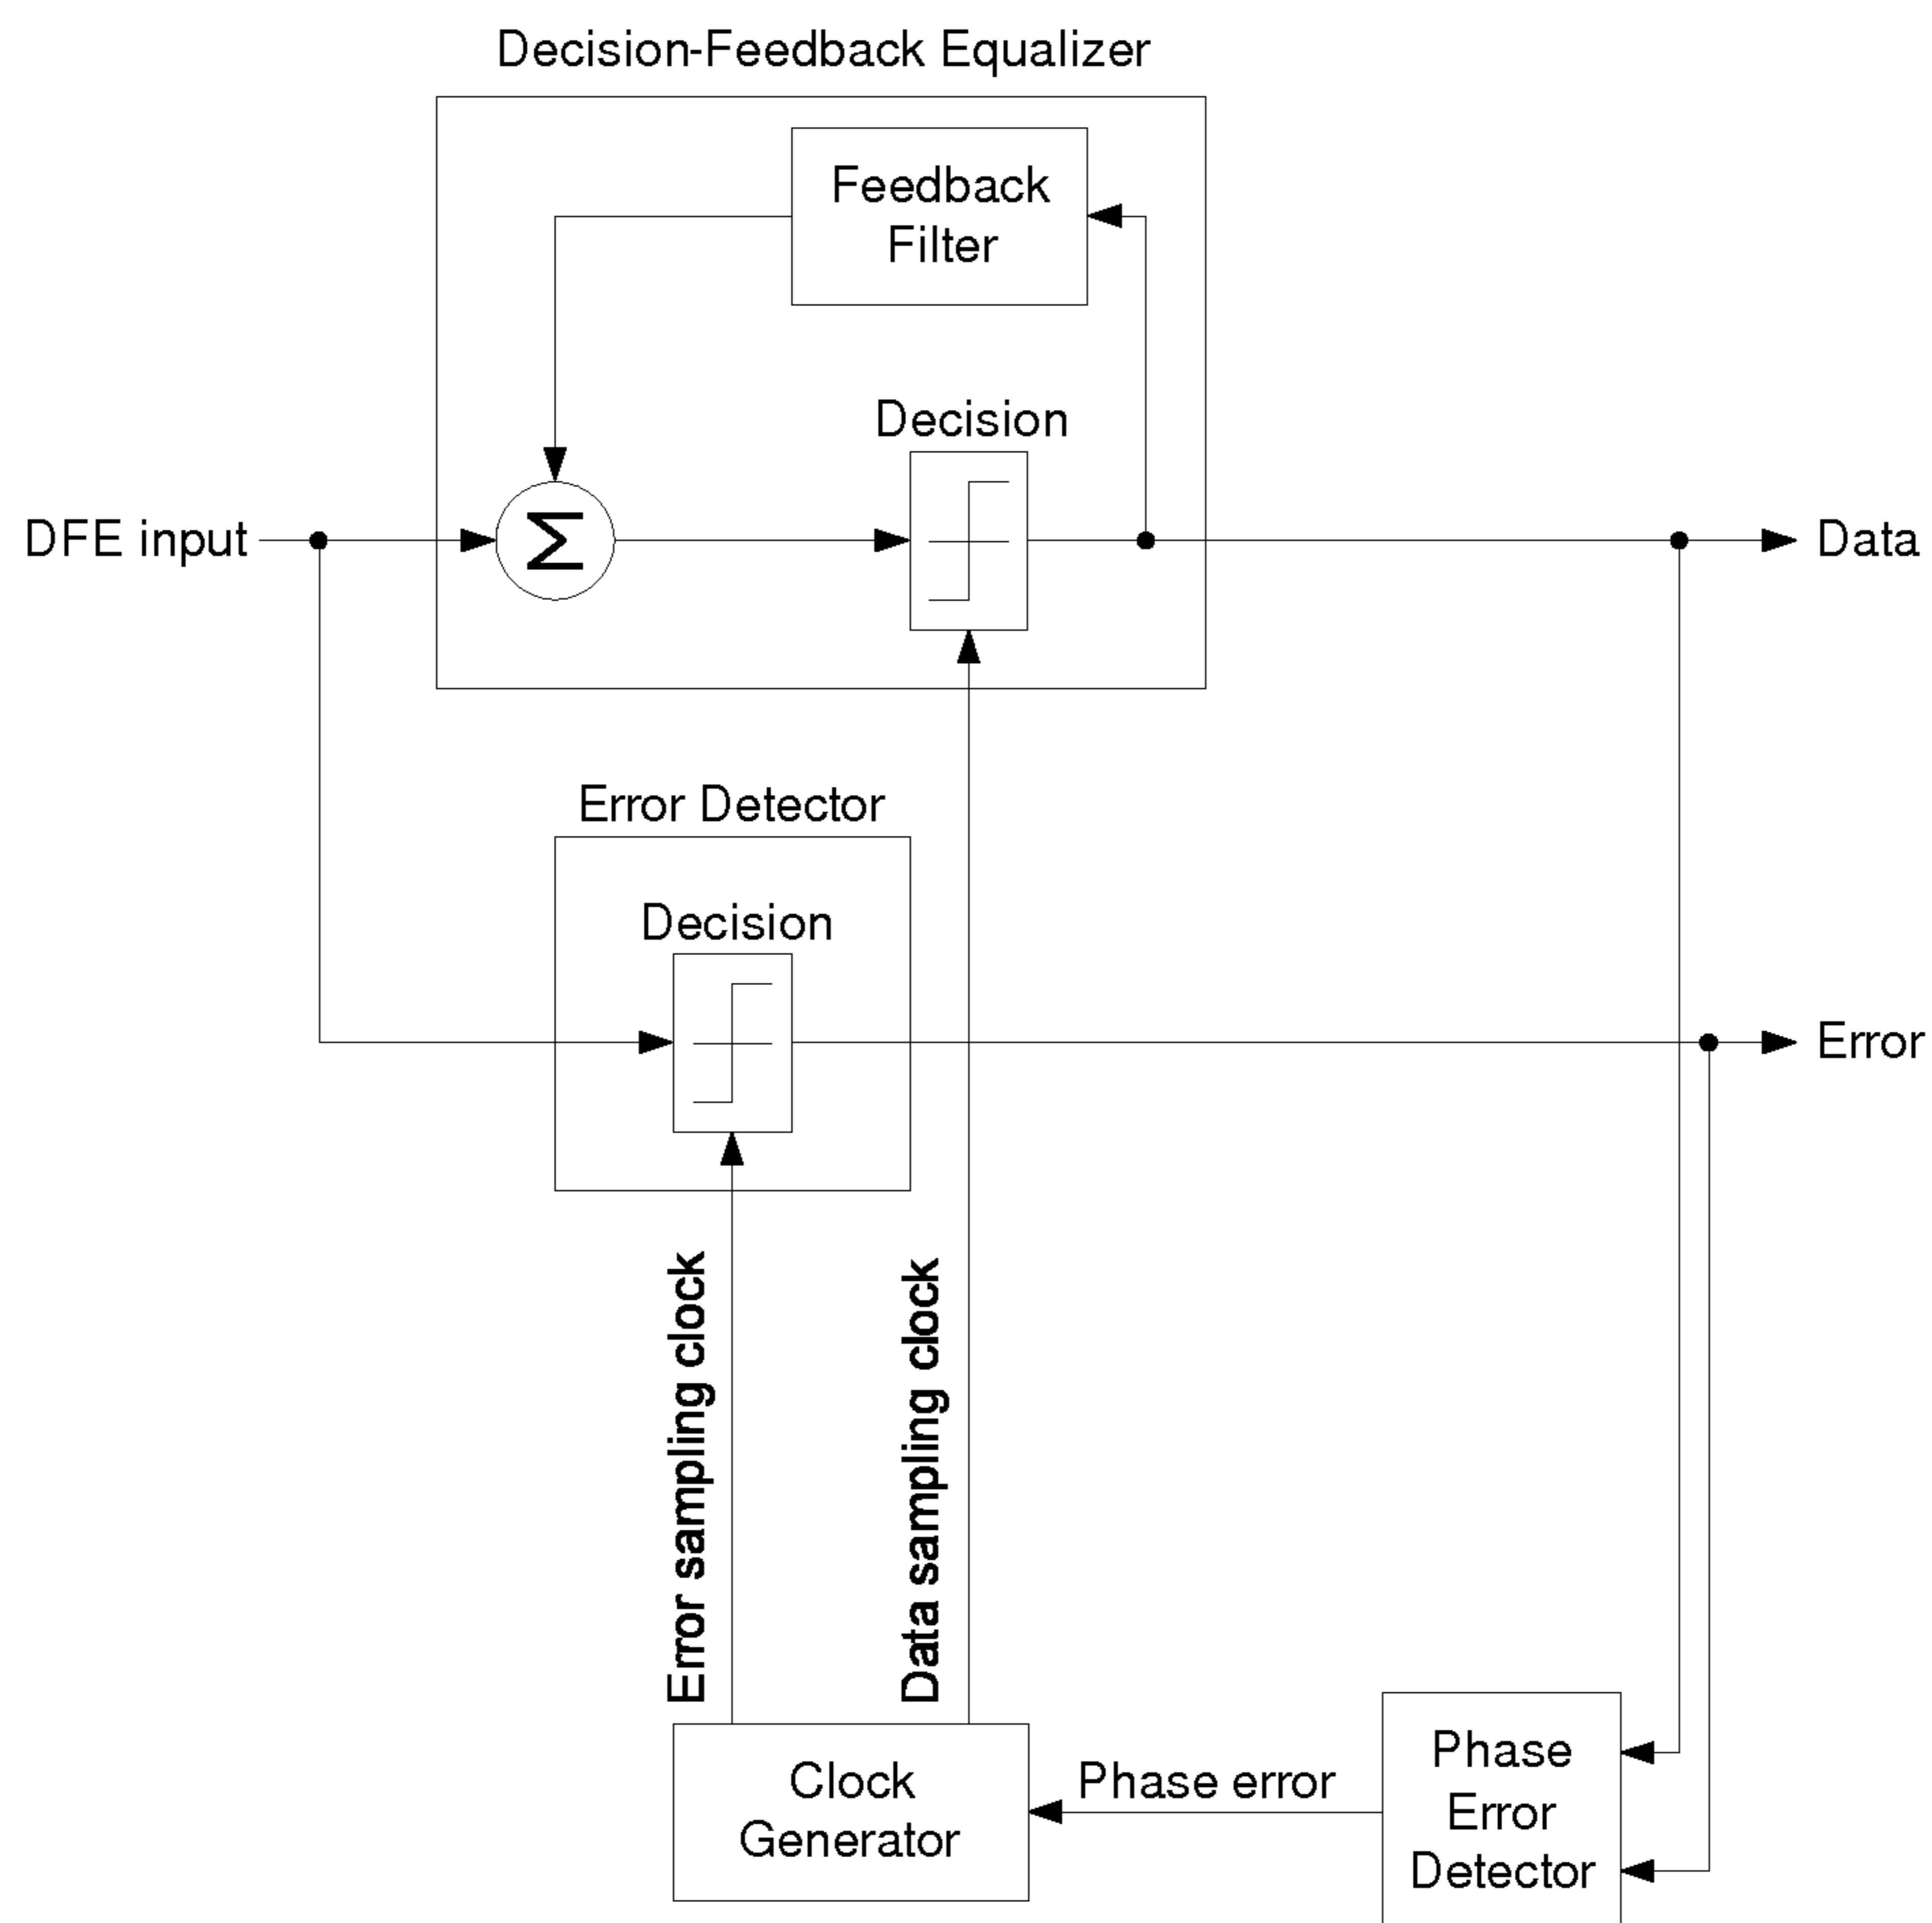 Decision-Feedback Equalizer
Feedback
Filter
Decision
DFE input
Σ
Data
Error Detector
Decision
Error
Error sampling clock
Data sampling clock
Clock
Generator
Phase error
Phase
Error
Detector